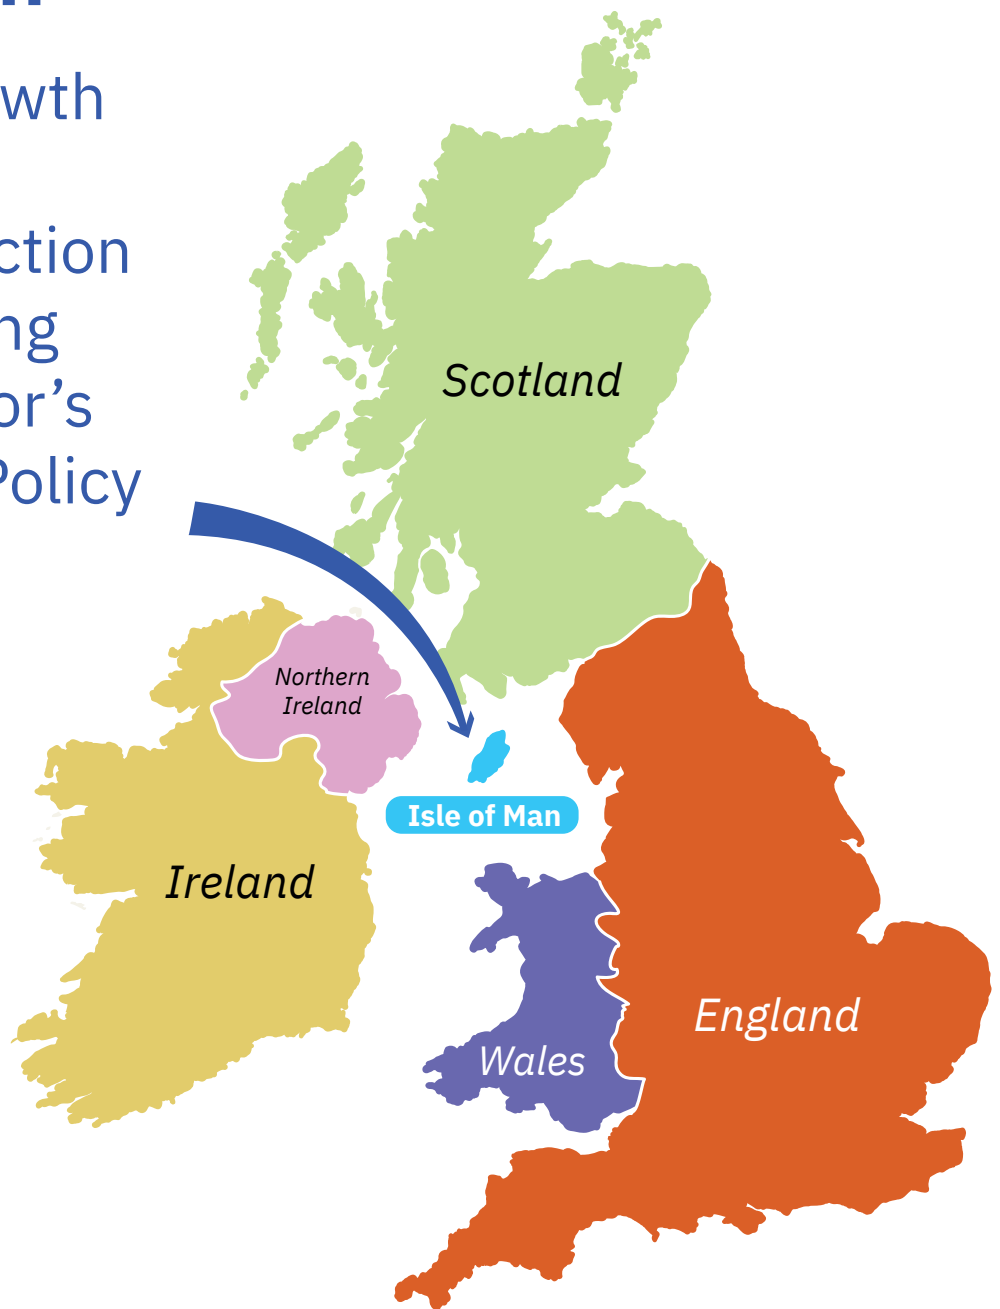 wth
ction
ng
or’s
Policy
Scotland
Northern
Ireland
Isle of Man
Ireland
England
Wales